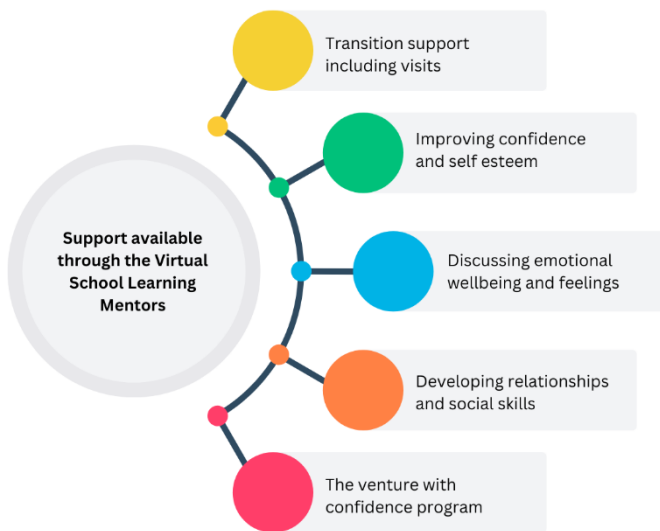 Support available
through the Virtual
School Learning
Mentors
Transition support
including visits
Improving confidence
and self esteem
Discussing emotional
wellbeing and feelings
Developing relationships
and social skills
The venture with
confidence program